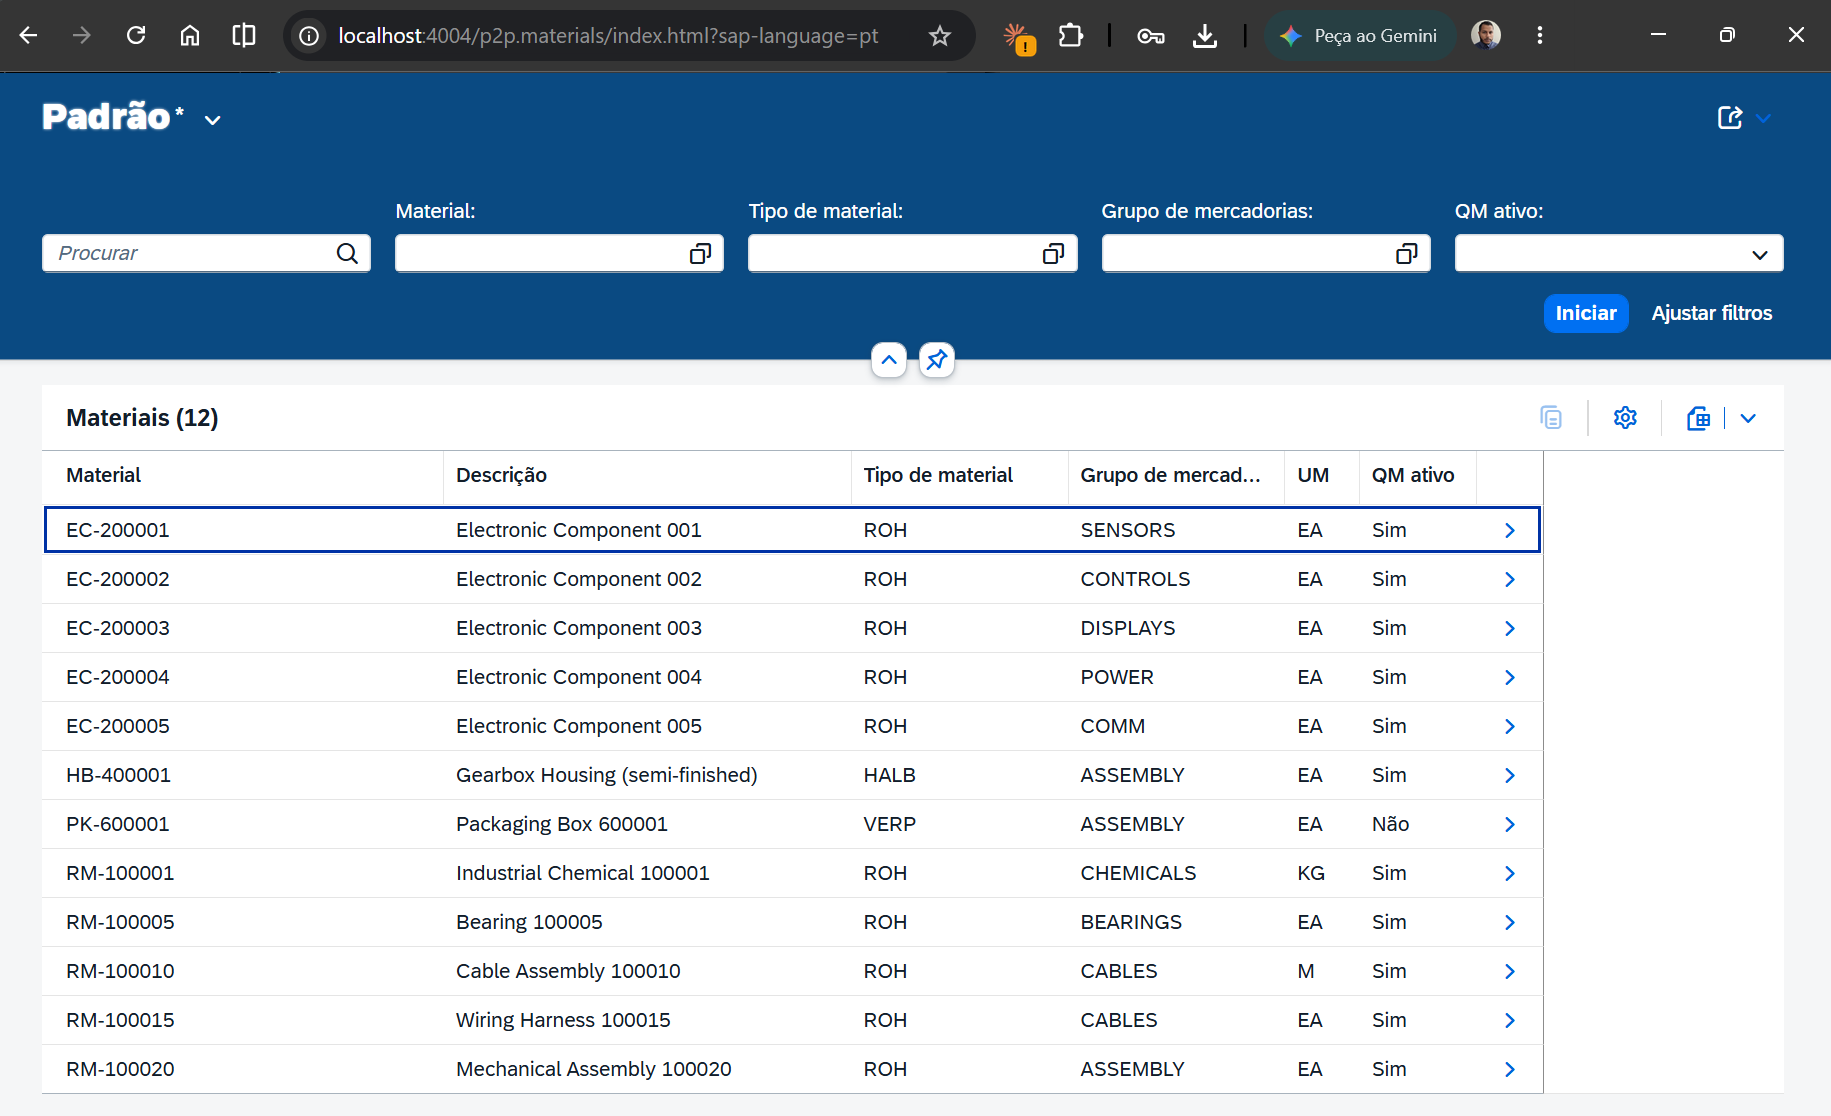 localhost:4004/p2p.materials/index.html?sap-language=pt
Peça ao Gemini
Padrão*
Material:
Tipo de material:
Grupo de mercadorias:
QM ativo:
Procurar
Iniciar
Ajustar filtros
Materiais (12)
Material Descrição Tipo de material Grupo de mercad... UM QM ativo
EC-200001 Electronic Component 001 ROH SENSORS EA Sim
EC-200002 Electronic Component 002 ROH CONTROLS EA Sim
EC-200003 Electronic Component 003 ROH DISPLAYS EA Sim
EC-200004 Electronic Component 004 ROH POWER EA Sim
EC-200005 Electronic Component 005 ROH COMM EA Sim
HB-400001 Gearbox Housing (semi-finished) HALB ASSEMBLY EA Sim
PK-600001 Packaging Box 600001 VERP ASSEMBLY EA Não
RM-100001 Industrial Chemical 100001 ROH CHEMICALS KG Sim
RM-100005 Bearing 100005 ROH BEARINGS EA Sim
RM-100010 Cable Assembly 100010 ROH CABLES M Sim
RM-100015 Wiring Harness 100015 ROH CABLES EA Sim
RM-100020 Mechanical Assembly 100020 ROH ASSEMBLY EA Sim